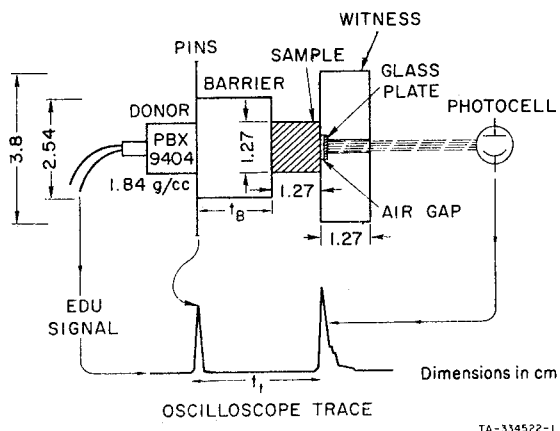 WITNESS
PINS
SAMPLE
GLASS
PLATE
BARRIER
PHOTOCELL
DONOR
PBX
9404
1.84 g/cc
3.8
2.54
1.27
1.27
tB
AIR GAP
1.27
EDU
SIGNAL
t1
Dimensions in cm
OSCILLOSCOPE TRACE
TA-334522-1